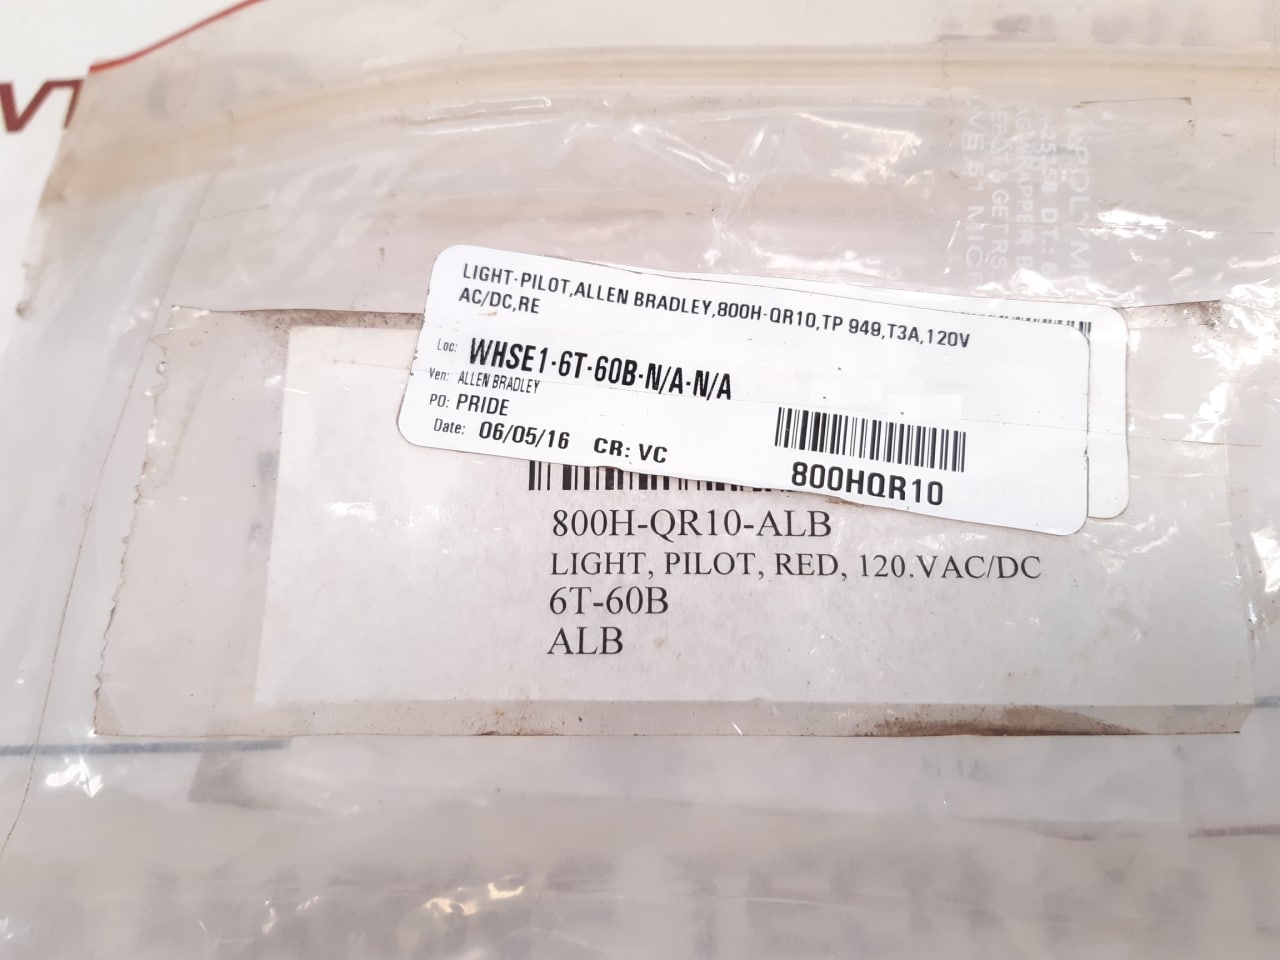 LIGHT-PILOT,ALLEN BRADLEY,800H-QR10,TP 949,T3A,120V
AC/DC,RE
Loc: WHSE1-6T-60B-N/A-N/A
Ven: ALLEN BRADLEY
PO: PRIDE
Date: 06/05/16 CR: VC
800HQR10
800H-QR10-ALB
LIGHT, PILOT, RED, 120.VAC/DC
6T-60B
ALB